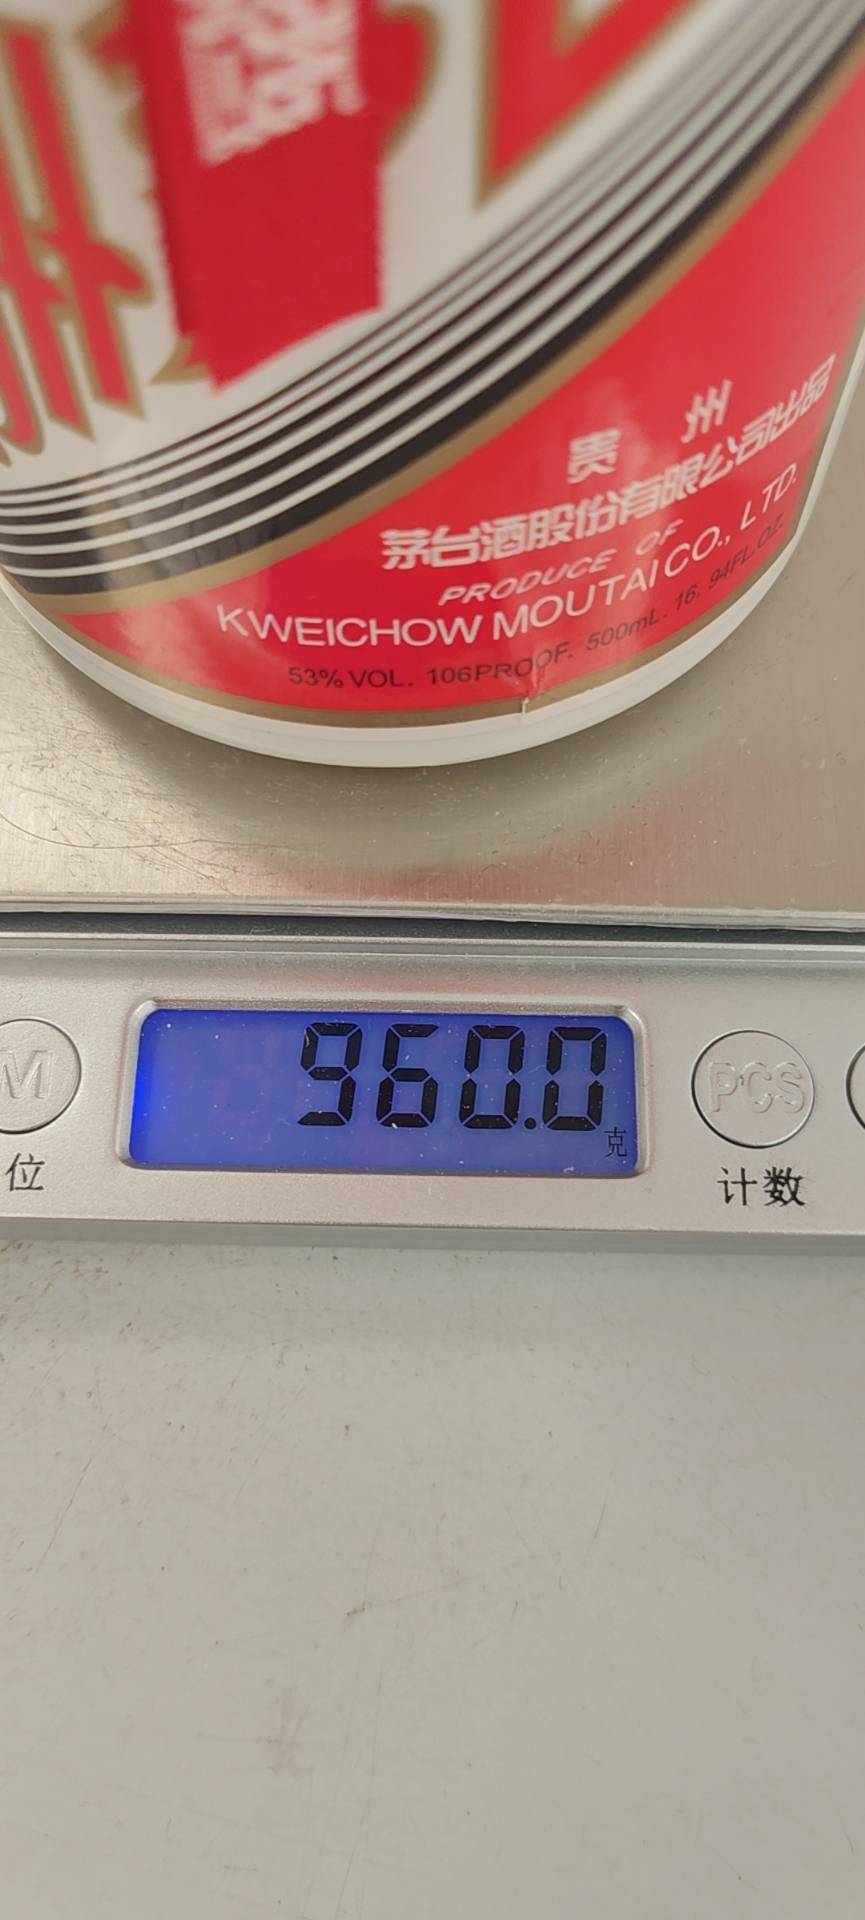 贵 州
茅台酒股份有限公司出品
PRODUCE OF
KWEICHOW MOUTAI CO., LTD.
53% VOL. 106PROOF. 500mL. 16. 94FL.OZ.
960.0
克
M
PCS
位
计数